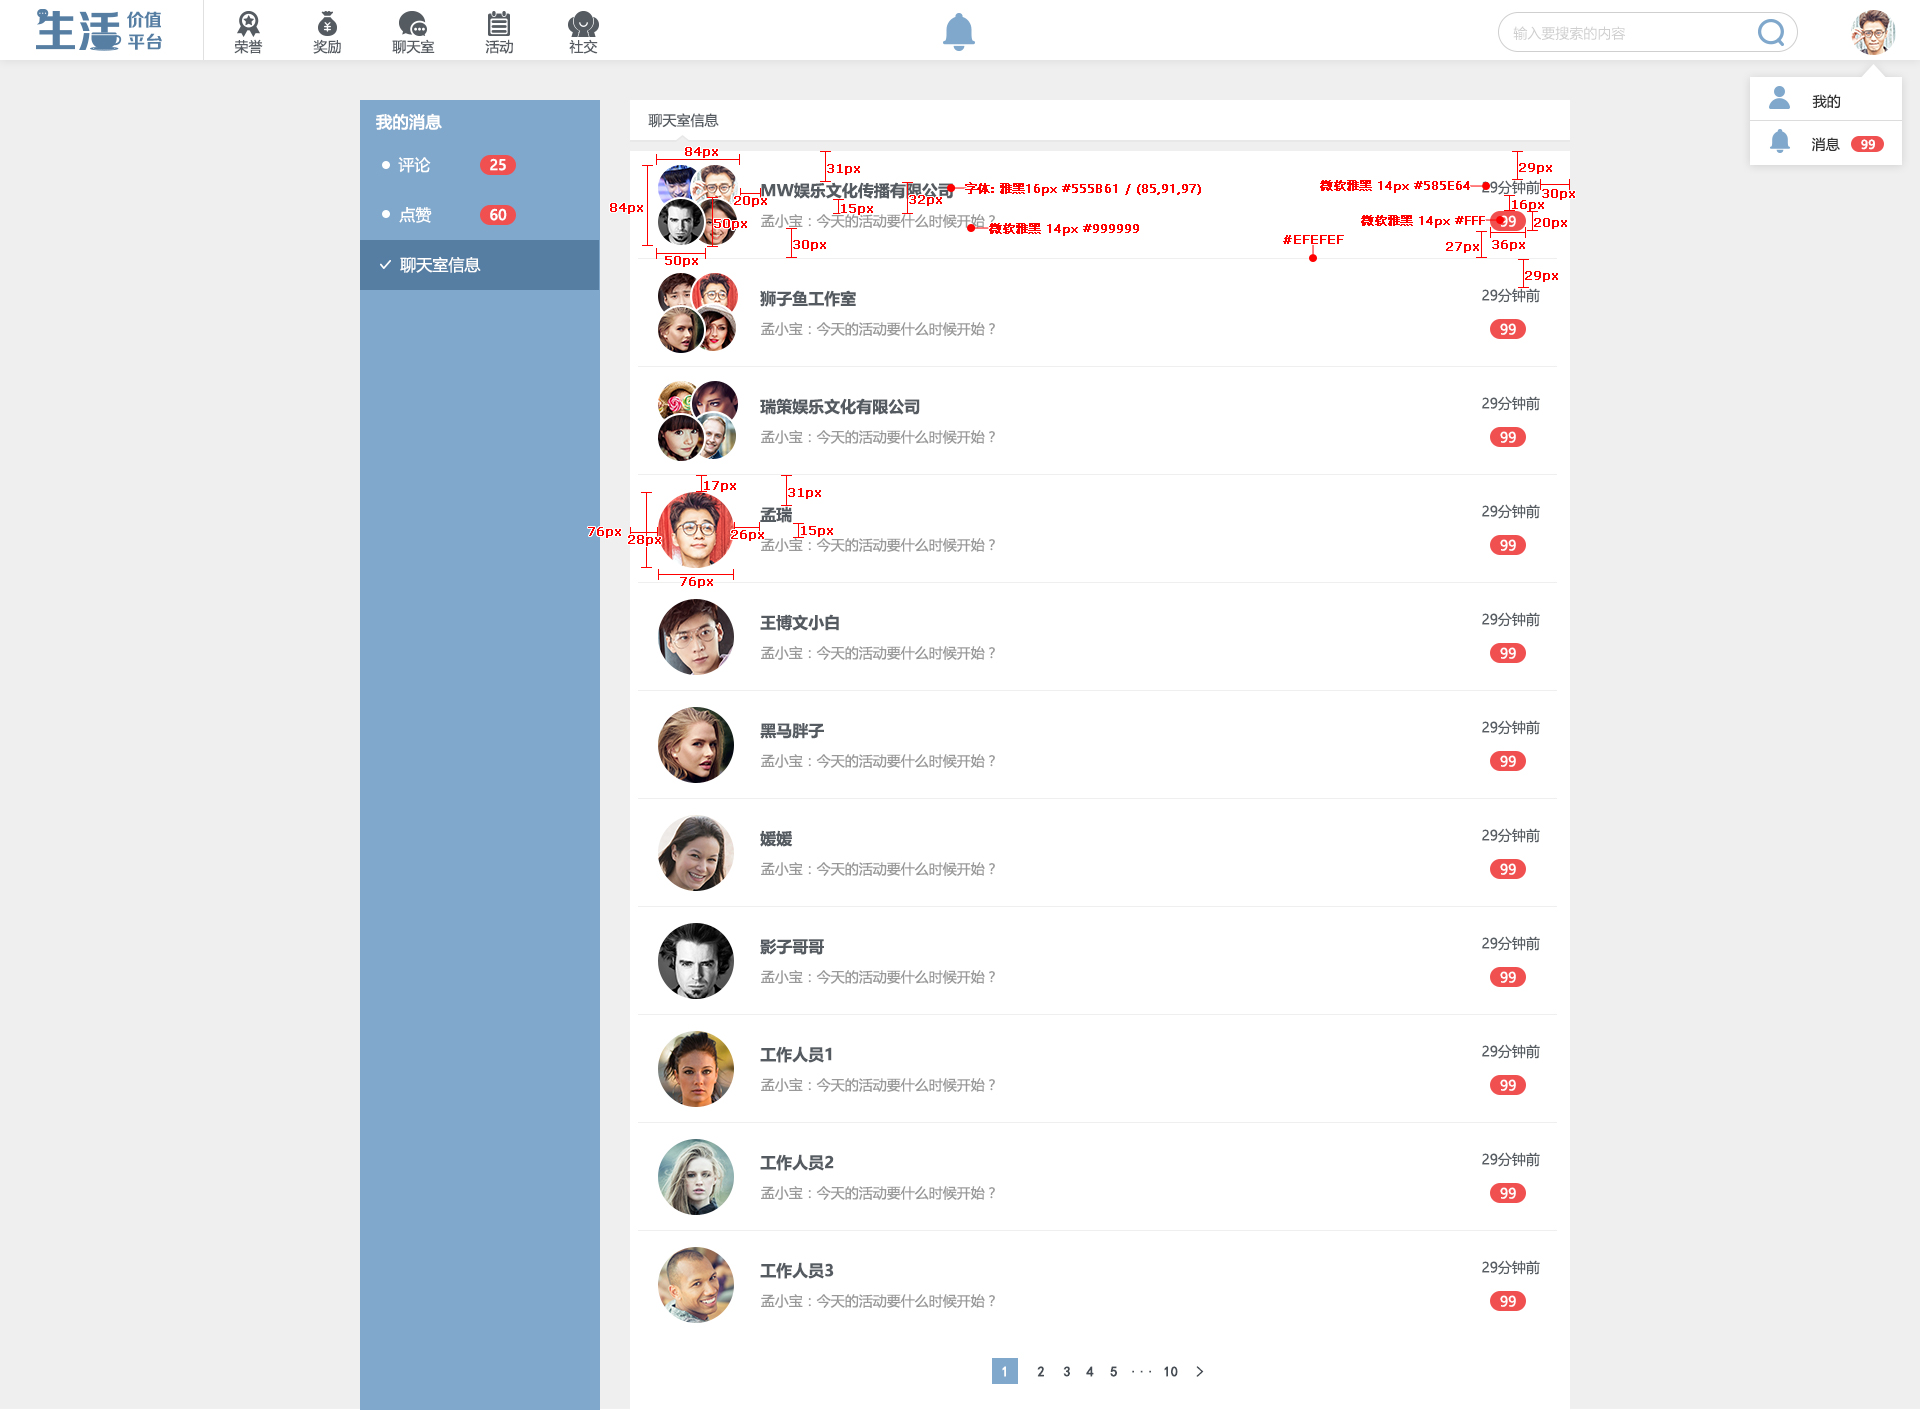 生活 价值
平台
荣誉
奖励
聊天室
活动
社交
输入要搜索的内容
我的
消息 99
我的消息
评论 25
点赞 60
聊天室信息
聊天室信息
84px
31px
29px
MW娱乐文化传播有限公司
字体: 雅黑16px #555B61 / (85,91,97)
微软雅黑 14px #585E64
29分钟前
30px
84px
20px
15px
32px
16px
孟小宝：今天的活动要什么时候开始？
50px
微软雅黑 14px #FFF
99
20px
微软雅黑 14px #999999
30px
#EFEFEF
27px
36px
50px
29px
狮子鱼工作室
29分钟前
孟小宝：今天的活动要什么时候开始？
99
瑞策娱乐文化有限公司
29分钟前
孟小宝：今天的活动要什么时候开始？
99
17px
31px
孟瑞
29分钟前
76px
28px
26px
15px
孟小宝：今天的活动要什么时候开始？
99
76px
王博文小白
29分钟前
孟小宝：今天的活动要什么时候开始？
99
黑马胖子
29分钟前
孟小宝：今天的活动要什么时候开始？
99
媛媛
29分钟前
孟小宝：今天的活动要什么时候开始？
99
影子哥哥
29分钟前
孟小宝：今天的活动要什么时候开始？
99
工作人员1
29分钟前
孟小宝：今天的活动要什么时候开始？
99
工作人员2
29分钟前
孟小宝：今天的活动要什么时候开始？
99
工作人员3
29分钟前
孟小宝：今天的活动要什么时候开始？
99
1 2 3 4 5 ··· 10 >